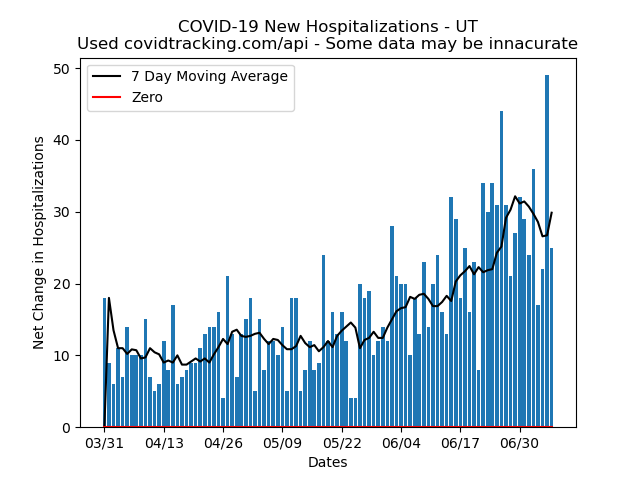 COVID-19 New Hospitalizations - UT
Used covidtracking.com/api - Some data may be innacurate
7 Day Moving Average
Zero
Net Change in Hospitalizations
50
40
30
20
10
0
03/31 04/13 04/26 05/09 05/22 06/04 06/17 06/30
Dates